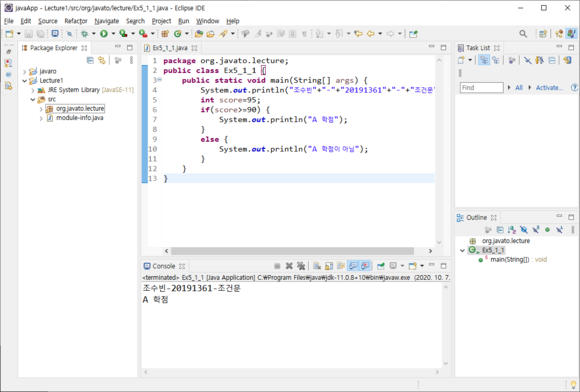 javaApp - Lecture1/src/org/javato/lecture/Ex5_1_1.java - Eclipse IDE
File Edit Source Refactor Navigate Search Project Run Window Help
Package Explorer
javaro
Lecture1
JRE System Library [JavaSE-11]
src
org.javato.lecture
module-info.java
Ex5_1_1.java
1 package org.javato.lecture;
2 public class Ex5_1_1 {
3 public static void main(String[] args) {
4 System.out.println("조수빈"+"-"+"20191361"+"-"+"조건문"
5 int score=95;
6 if(score>=90) {
7 System.out.println("A 학점");
8 }
9 else {
10 System.out.println("A 학점이 아님");
11 }
12 }
13 }
Console
<terminated> Ex5_1_1 [Java Application] C:₩Program Files₩java₩jdk-11.0.8+10₩bin₩javaw.exe (2020. 10. 7.
조수빈-20191361-조건문
A 학점
Task List
Find
All
Activate...
Outline
org.javato.lecture
Ex5_1_1
main(String[]) : void